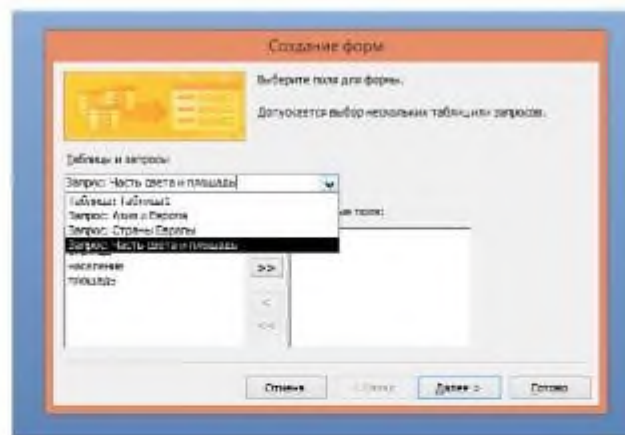 Создание форм
Выберите поля для формы.
Допускается выбор нескольких таблиц или запросов.
Таблицы и запросы
Запрос: Часть света и площадь
Таблица: Таблица1
Запрос: Азия и Европа
Запрос: Страны Европы
Запрос: Часть света и площадь
поля:
население
площадь
>>
<
<<
Отмена
Далее >
Готово